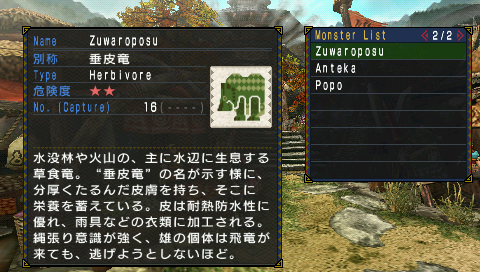 Name Zuwaroposu
別称 垂皮竜
Type Herbivore
危険度 ★★
No. (Capture) 16(----)
水没林や火山の、主に水辺に生息する
草食竜。“垂皮竜”の名が示す様に、
分厚くたるんだ皮膚を持ち、そこに
栄養を蓄えている。皮は耐熱防水性に
優れ、雨具などの衣類に加工される。
縄張り意識が強く、雄の個体は飛竜が
来ても、逃げようとしないほど。
Monster List 2/2
Zuwaroposu
Anteka
Popo